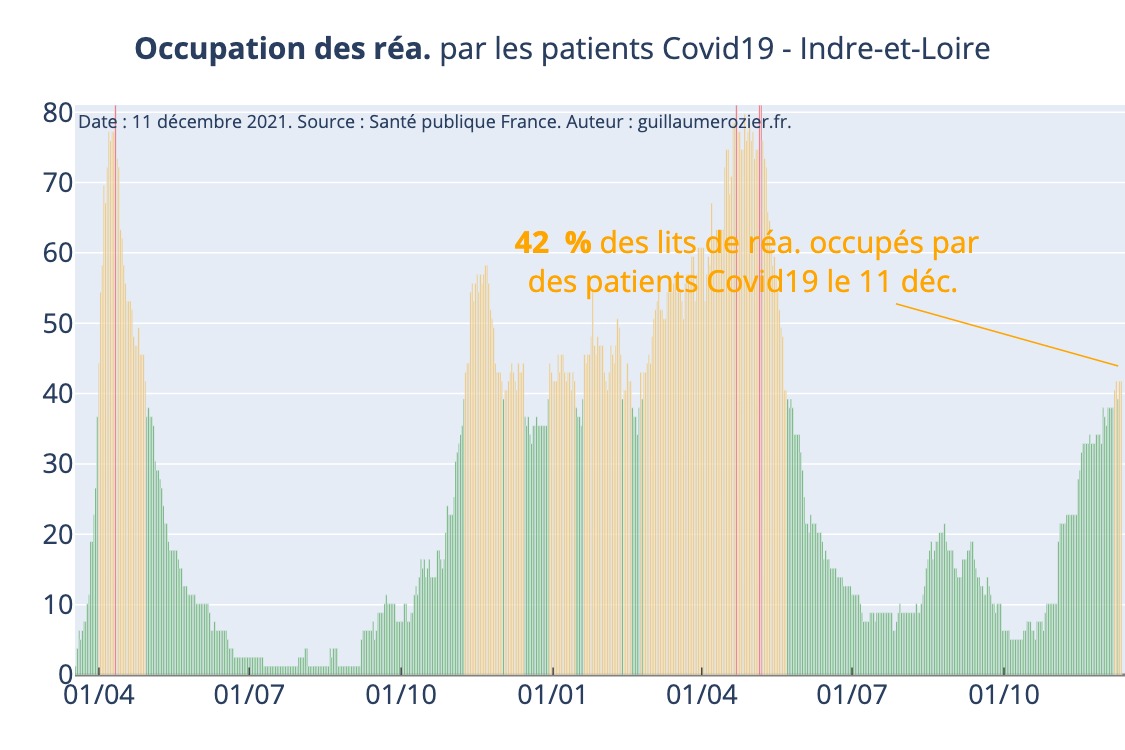 Occupation des réa. par les patients Covid19 - Indre-et-Loire
80
Date : 11 décembre 2021. Source : Santé publique France. Auteur : guillaumerozier.fr.
70
60
42 % des lits de réa. occupés par
des patients Covid19 le 11 déc.
50
40
30
20
10
0
01/04 01/07 01/10 01/01 01/04 01/07 01/10